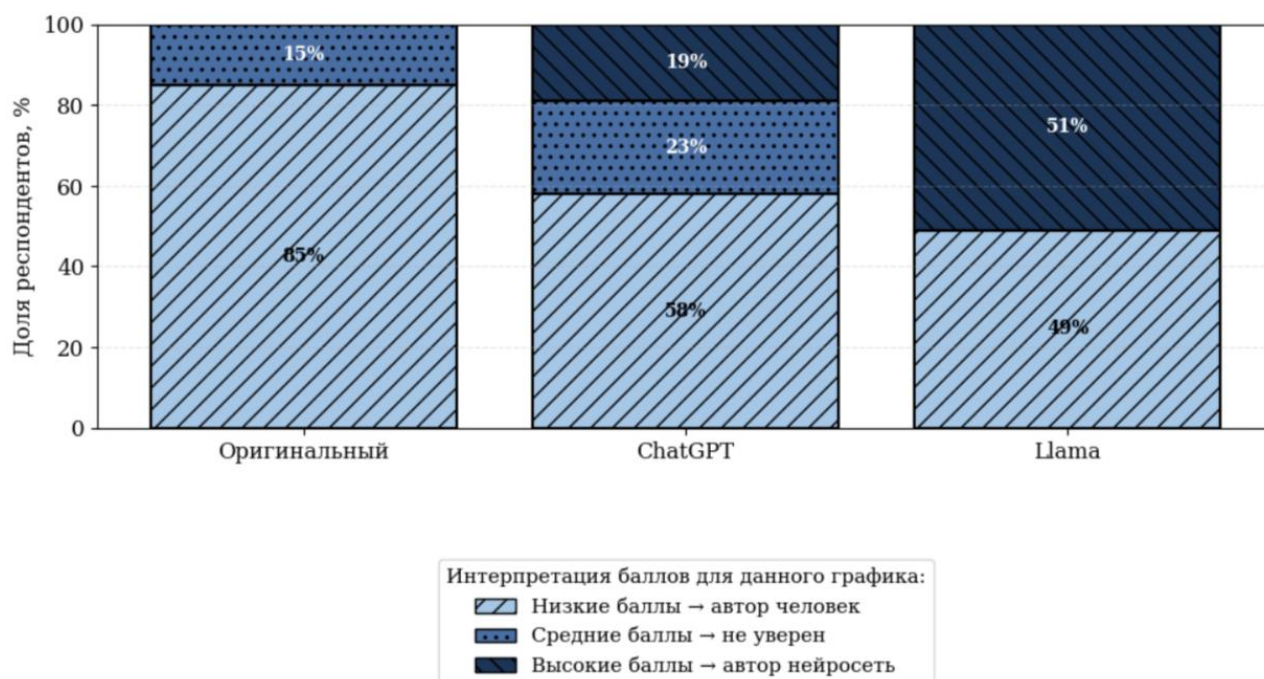 Доля респондентов, %
100
80
60
40
20
0
15%
85%
19%
23%
58%
51%
49%
Оригинальный
ChatGPT
Llama
Интерпретация баллов для данного графика:
Низкие баллы → автор человек
Средние баллы → не уверен
Высокие баллы → автор нейросеть